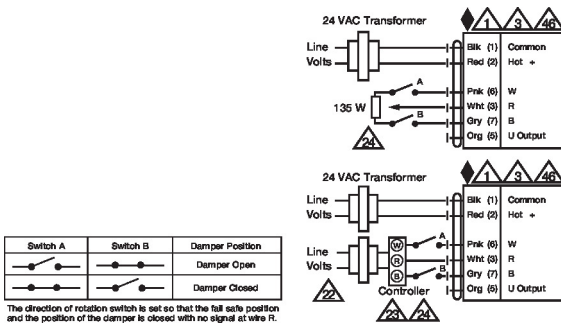 24 VAC Transformer
1 3 46
Line
Volts
Blk (1) Common
Red (2) Hot +
A
Pnk (6) W
135 W
Wht (3) R
B
Gry (7) B
Org (5) U Output
24
24 VAC Transformer
1 3 46
Line
Volts
Blk (1) Common
Red (2) Hot +
A
Line
Volts
W
Pnk (6) W
R
Wht (3) R
B
B
Gry (7) B
Org (5) U Output
22
Controller
23 24
Switch A Switch B Damper Position
Damper Open
Damper Closed
The direction of rotation switch is set so that the fail safe position
and the position of the damper is closed with no signal at wire R.